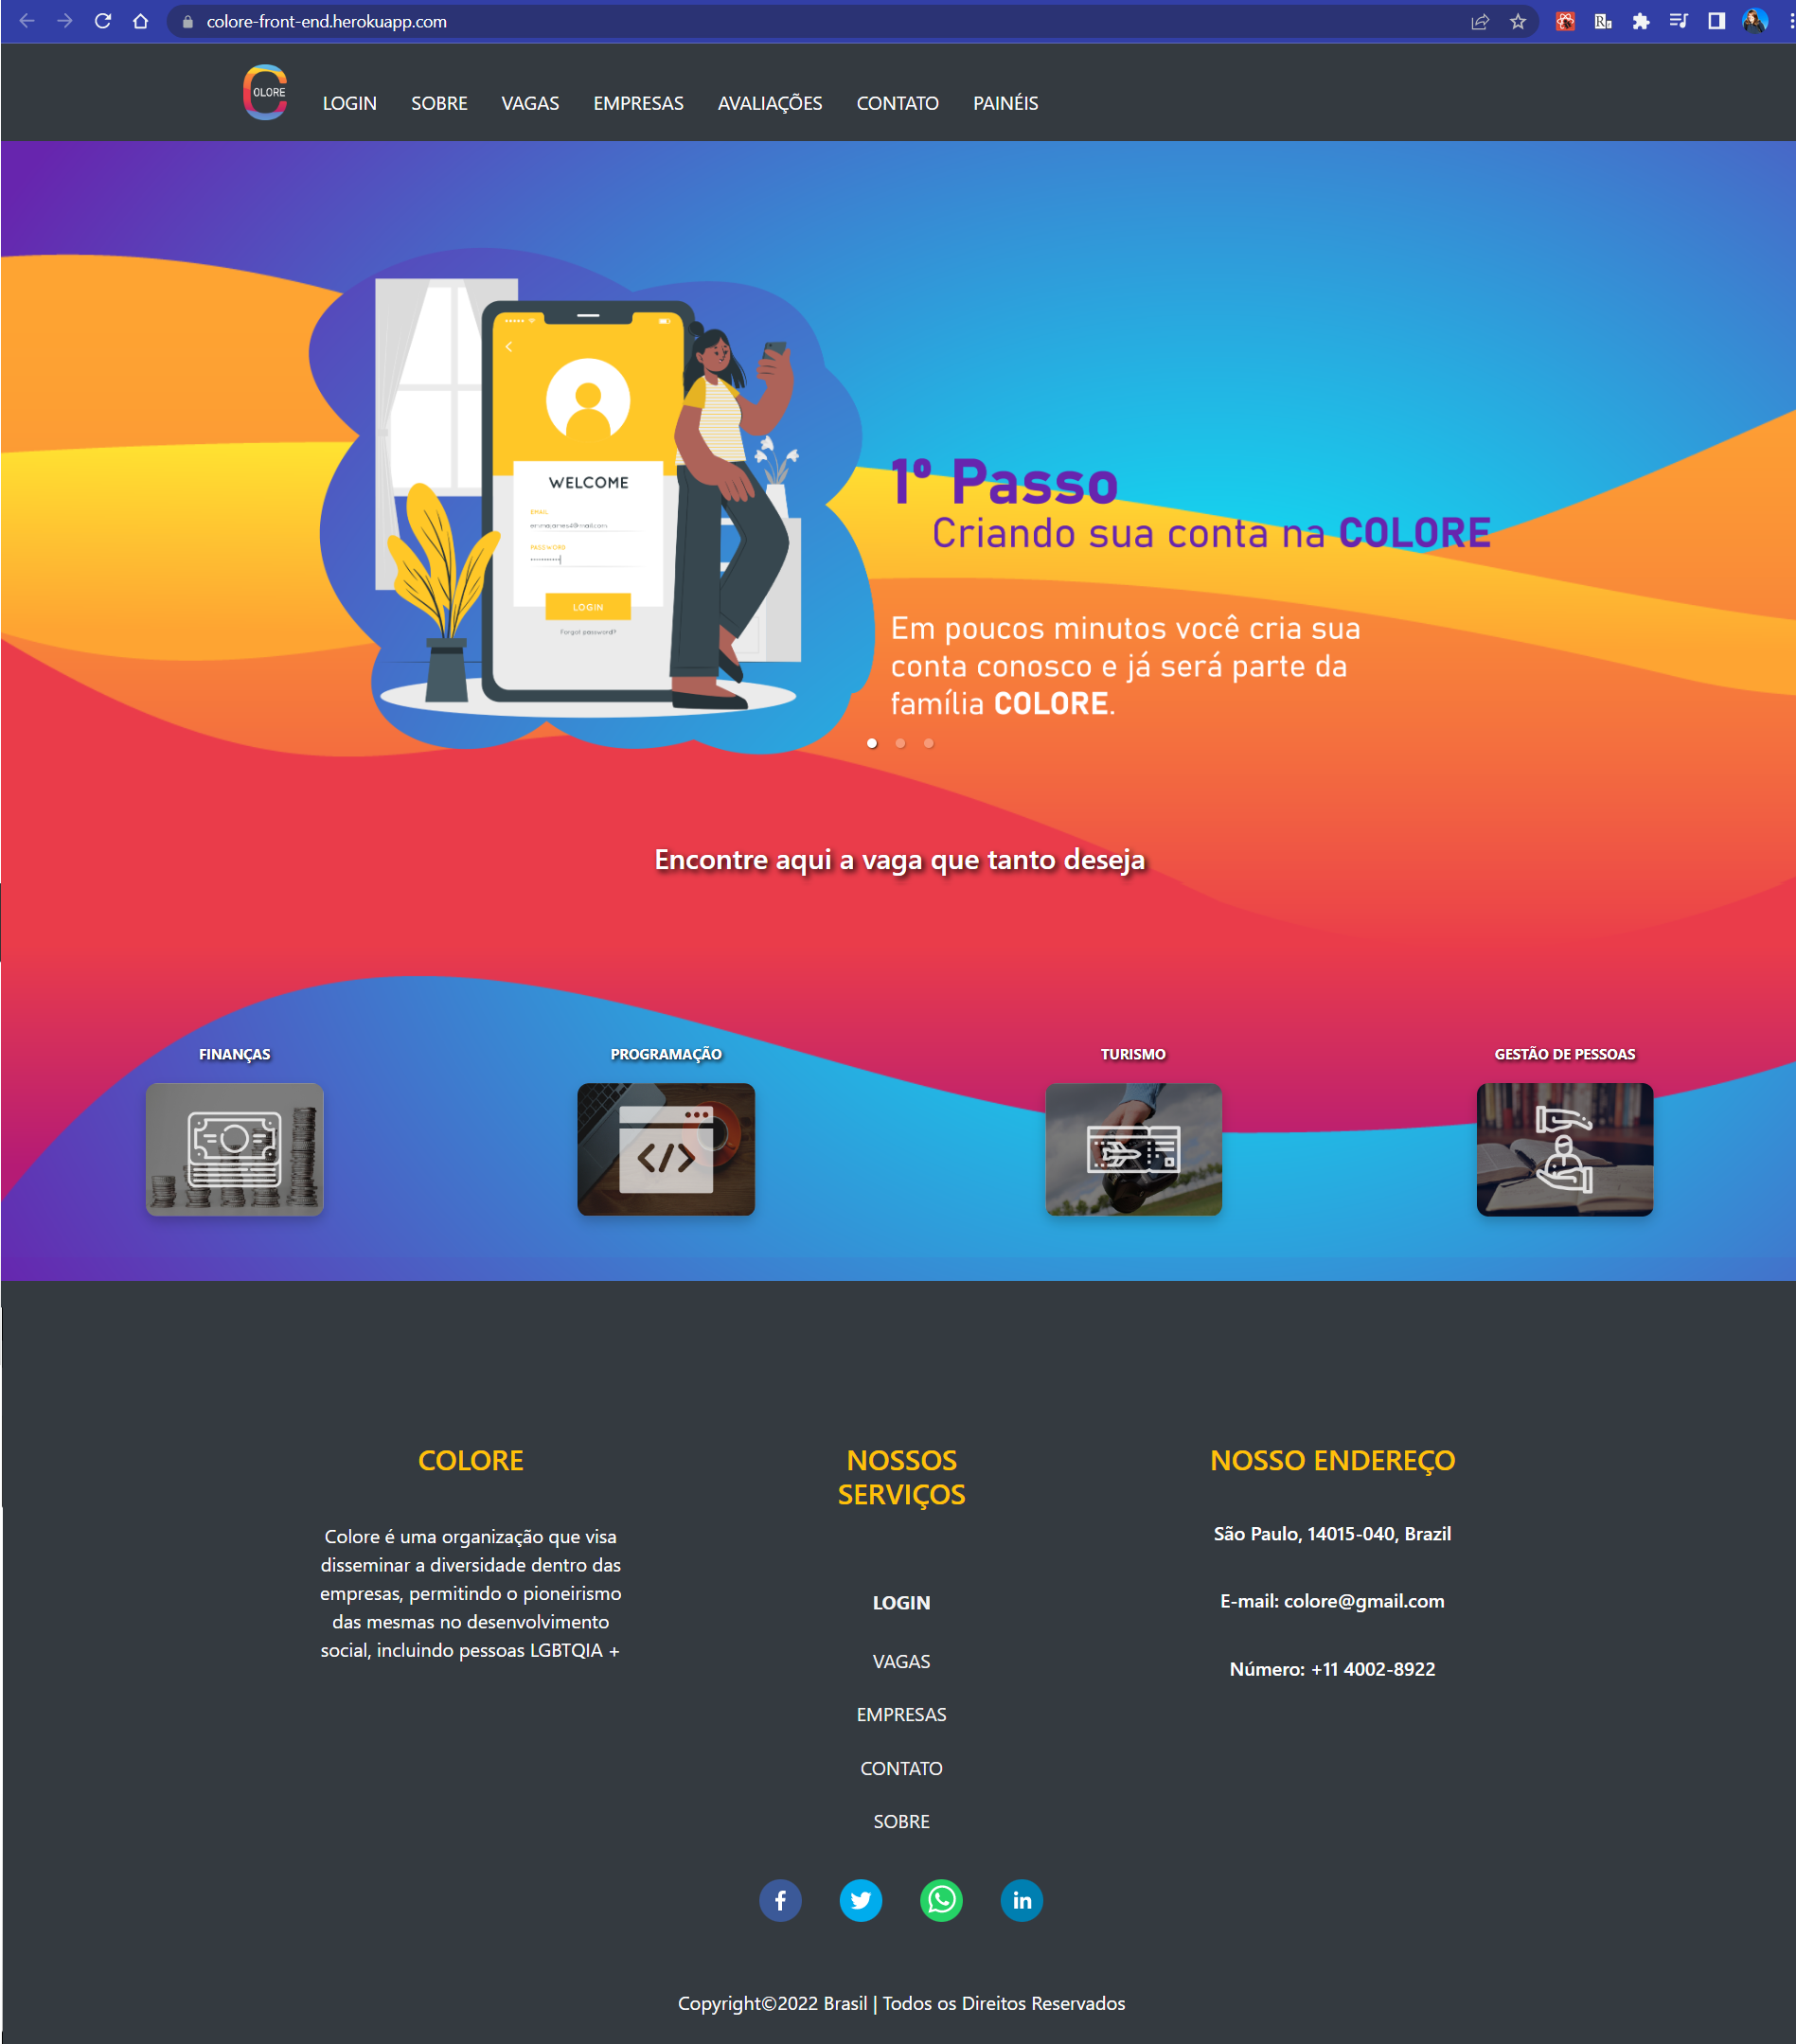 colore-front-end.herokuapp.com
OLORE
LOGIN SOBRE VAGAS EMPRESAS AVALIAÇÕES CONTATO PAINÉIS
WELCOME
EMAIL
PASSWORD
LOGIN
Forgot password?
1º Passo
Criando sua conta na COLORE
Em poucos minutos você cria sua
conta conosco e já será parte da
família COLORE.
Encontre aqui a vaga que tanto deseja
FINANÇAS
PROGRAMAÇÃO
TURISMO
GESTÃO DE PESSOAS
COLORE
Colore é uma organização que visa
disseminar a diversidade dentro das
empresas, permitindo o pioneirismo
das mesmas no desenvolvimento
social, incluindo pessoas LGBTQIA +
NOSSOS
SERVIÇOS
LOGIN
VAGAS
EMPRESAS
CONTATO
SOBRE
NOSSO ENDEREÇO
São Paulo, 14015-040, Brazil
E-mail: colore@gmail.com
Número: +11 4002-8922
Copyright©2022 Brasil | Todos os Direitos Reservados